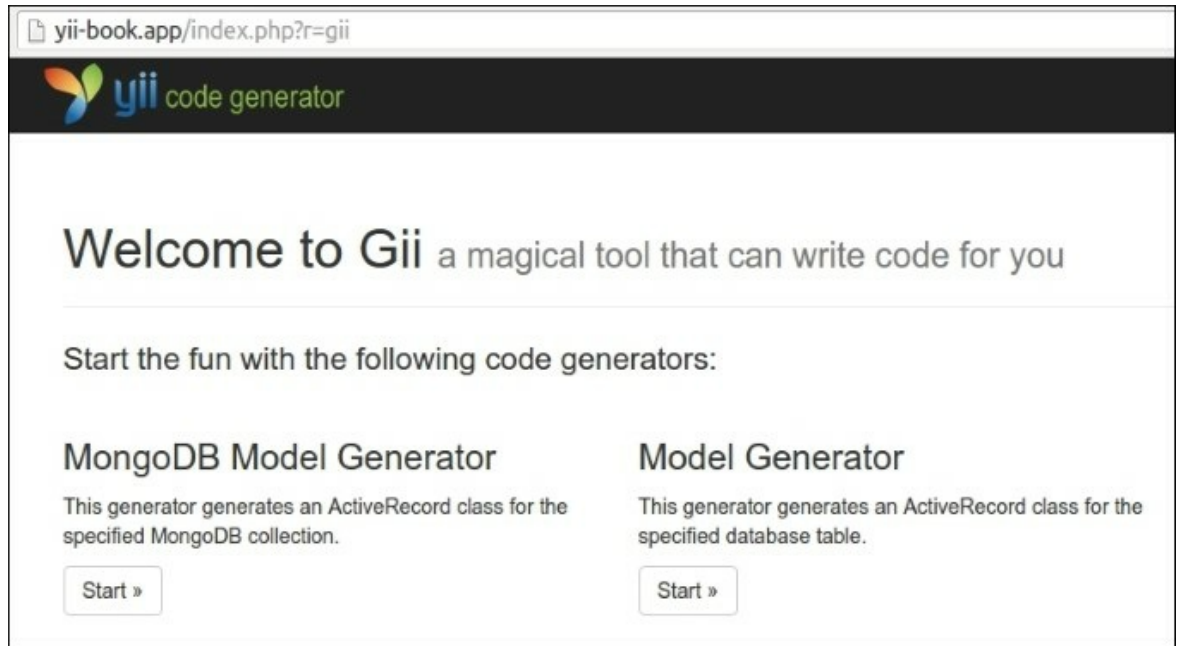 yii-book.app/index.php?r=gii
yii code generator
Welcome to Gii a magical tool that can write code for you
Start the fun with the following code generators:
MongoDB Model Generator
This generator generates an ActiveRecord class for the
specified MongoDB collection.
Start »
Model Generator
This generator generates an ActiveRecord class for the
specified database table.
Start »